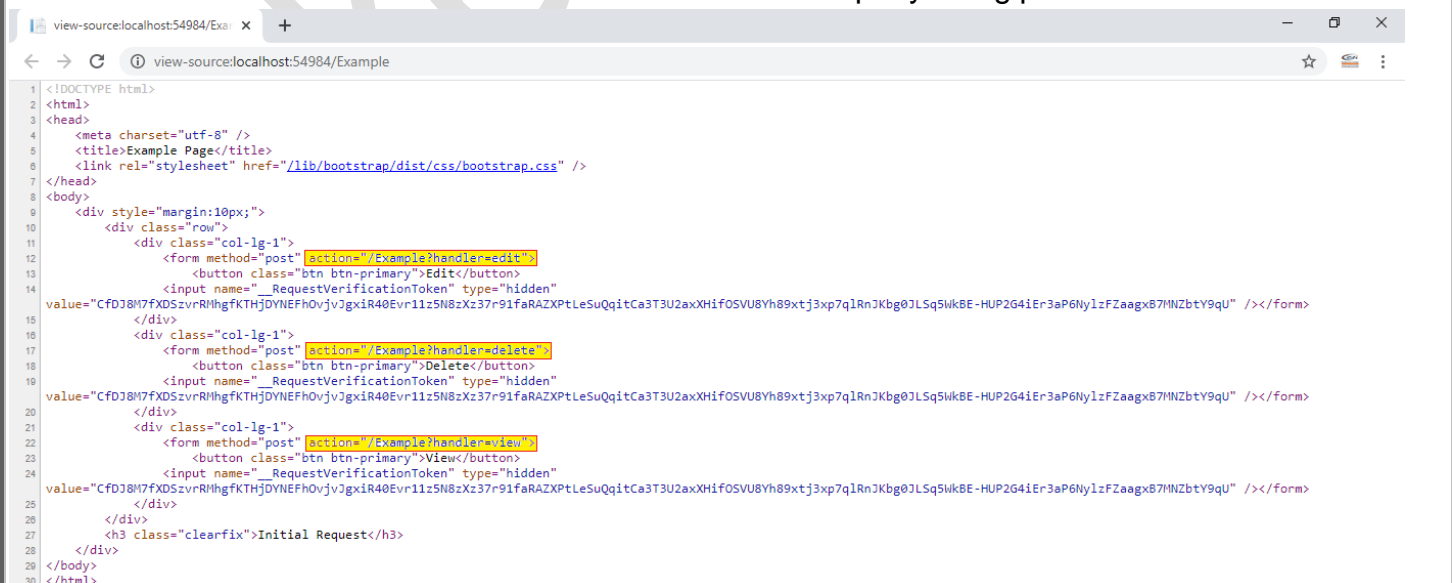 view-source:localhost:54984/Exar
view-source:localhost:54984/Example
1 <!DOCTYPE html>
2 <html>
3 <head>
4 <meta charset="utf-8" />
5 <title>Example Page</title>
6 <link rel="stylesheet" href="/lib/bootstrap/dist/css/bootstrap.css" />
7 </head>
8 <body>
9 <div style="margin:10px;">
10 <div class="row">
11 <div class="col-lg-1">
12 <form method="post" action="/Example?handler=edit">
13 <button class="btn btn-primary">Edit</button>
14 <input name="__RequestVerificationToken" type="hidden"
value="CfDJ8M7fXDSzvrRMhgfKTHjDYNEFhOvjvJgxiR40Evr11z5N8zXz37r91faRAZXPtLeSuQqitCa3T3U2axXHifOSVU8Yh89xtj3xp7qlRnJKbg0JLSq5WkBE-HUP2G4iEr3aP6NylzFZaagxB7MNZbtY9qU" /></form>
15 </div>
16 <div class="col-lg-1">
17 <form method="post" action="/Example?handler=delete">
18 <button class="btn btn-primary">Delete</button>
19 <input name="__RequestVerificationToken" type="hidden"
value="CfDJ8M7fXDSzvrRMhgfKTHjDYNEFhOvjvJgxiR40Evr11z5N8zXz37r91faRAZXPtLeSuQqitCa3T3U2axXHifOSVU8Yh89xtj3xp7qlRnJKbg0JLSq5WkBE-HUP2G4iEr3aP6NylzFZaagxB7MNZbtY9qU" /></form>
20 </div>
21 <div class="col-lg-1">
22 <form method="post" action="/Example?handler=view">
23 <button class="btn btn-primary">View</button>
24 <input name="__RequestVerificationToken" type="hidden"
value="CfDJ8M7fXDSzvrRMhgfKTHjDYNEFhOvjvJgxiR40Evr11z5N8zXz37r91faRAZXPtLeSuQqitCa3T3U2axXHifOSVU8Yh89xtj3xp7qlRnJKbg0JLSq5WkBE-HUP2G4iEr3aP6NylzFZaagxB7MNZbtY9qU" /></form>
25 </div>
26 </div>
27 <h3 class="clearfix">Initial Request</h3>
28 </div>
29 </body>
30 </html>